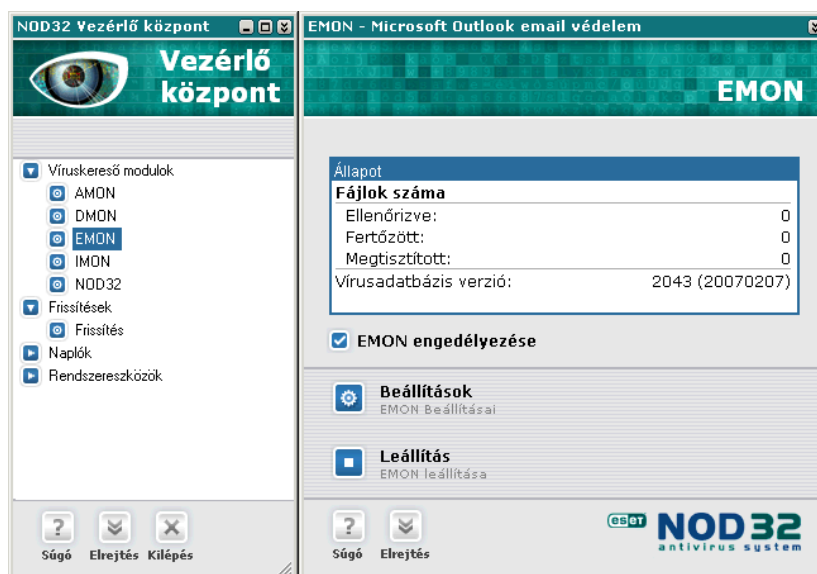 NOD32 Vezérlő központ
Vezérlő
központ
Víruskereső modulok
AMON
DMON
EMON
IMON
NOD32
Frissítések
Frissítés
Naplók
Rendszereszközök
Súgó Elrejtés Kilépés
EMON - Microsoft Outlook email védelem
EMON
Állapot
Fájlok száma
Ellenőrizve: 0
Fertőzött: 0
Megtisztított: 0
Vírusadatbázis verzió: 2043 (20070207)
EMON engedélyezése
Beállítások
EMON Beállításai
Leállítás
EMON leállítása
Súgó Elrejtés
eseT NOD32
antivirus system